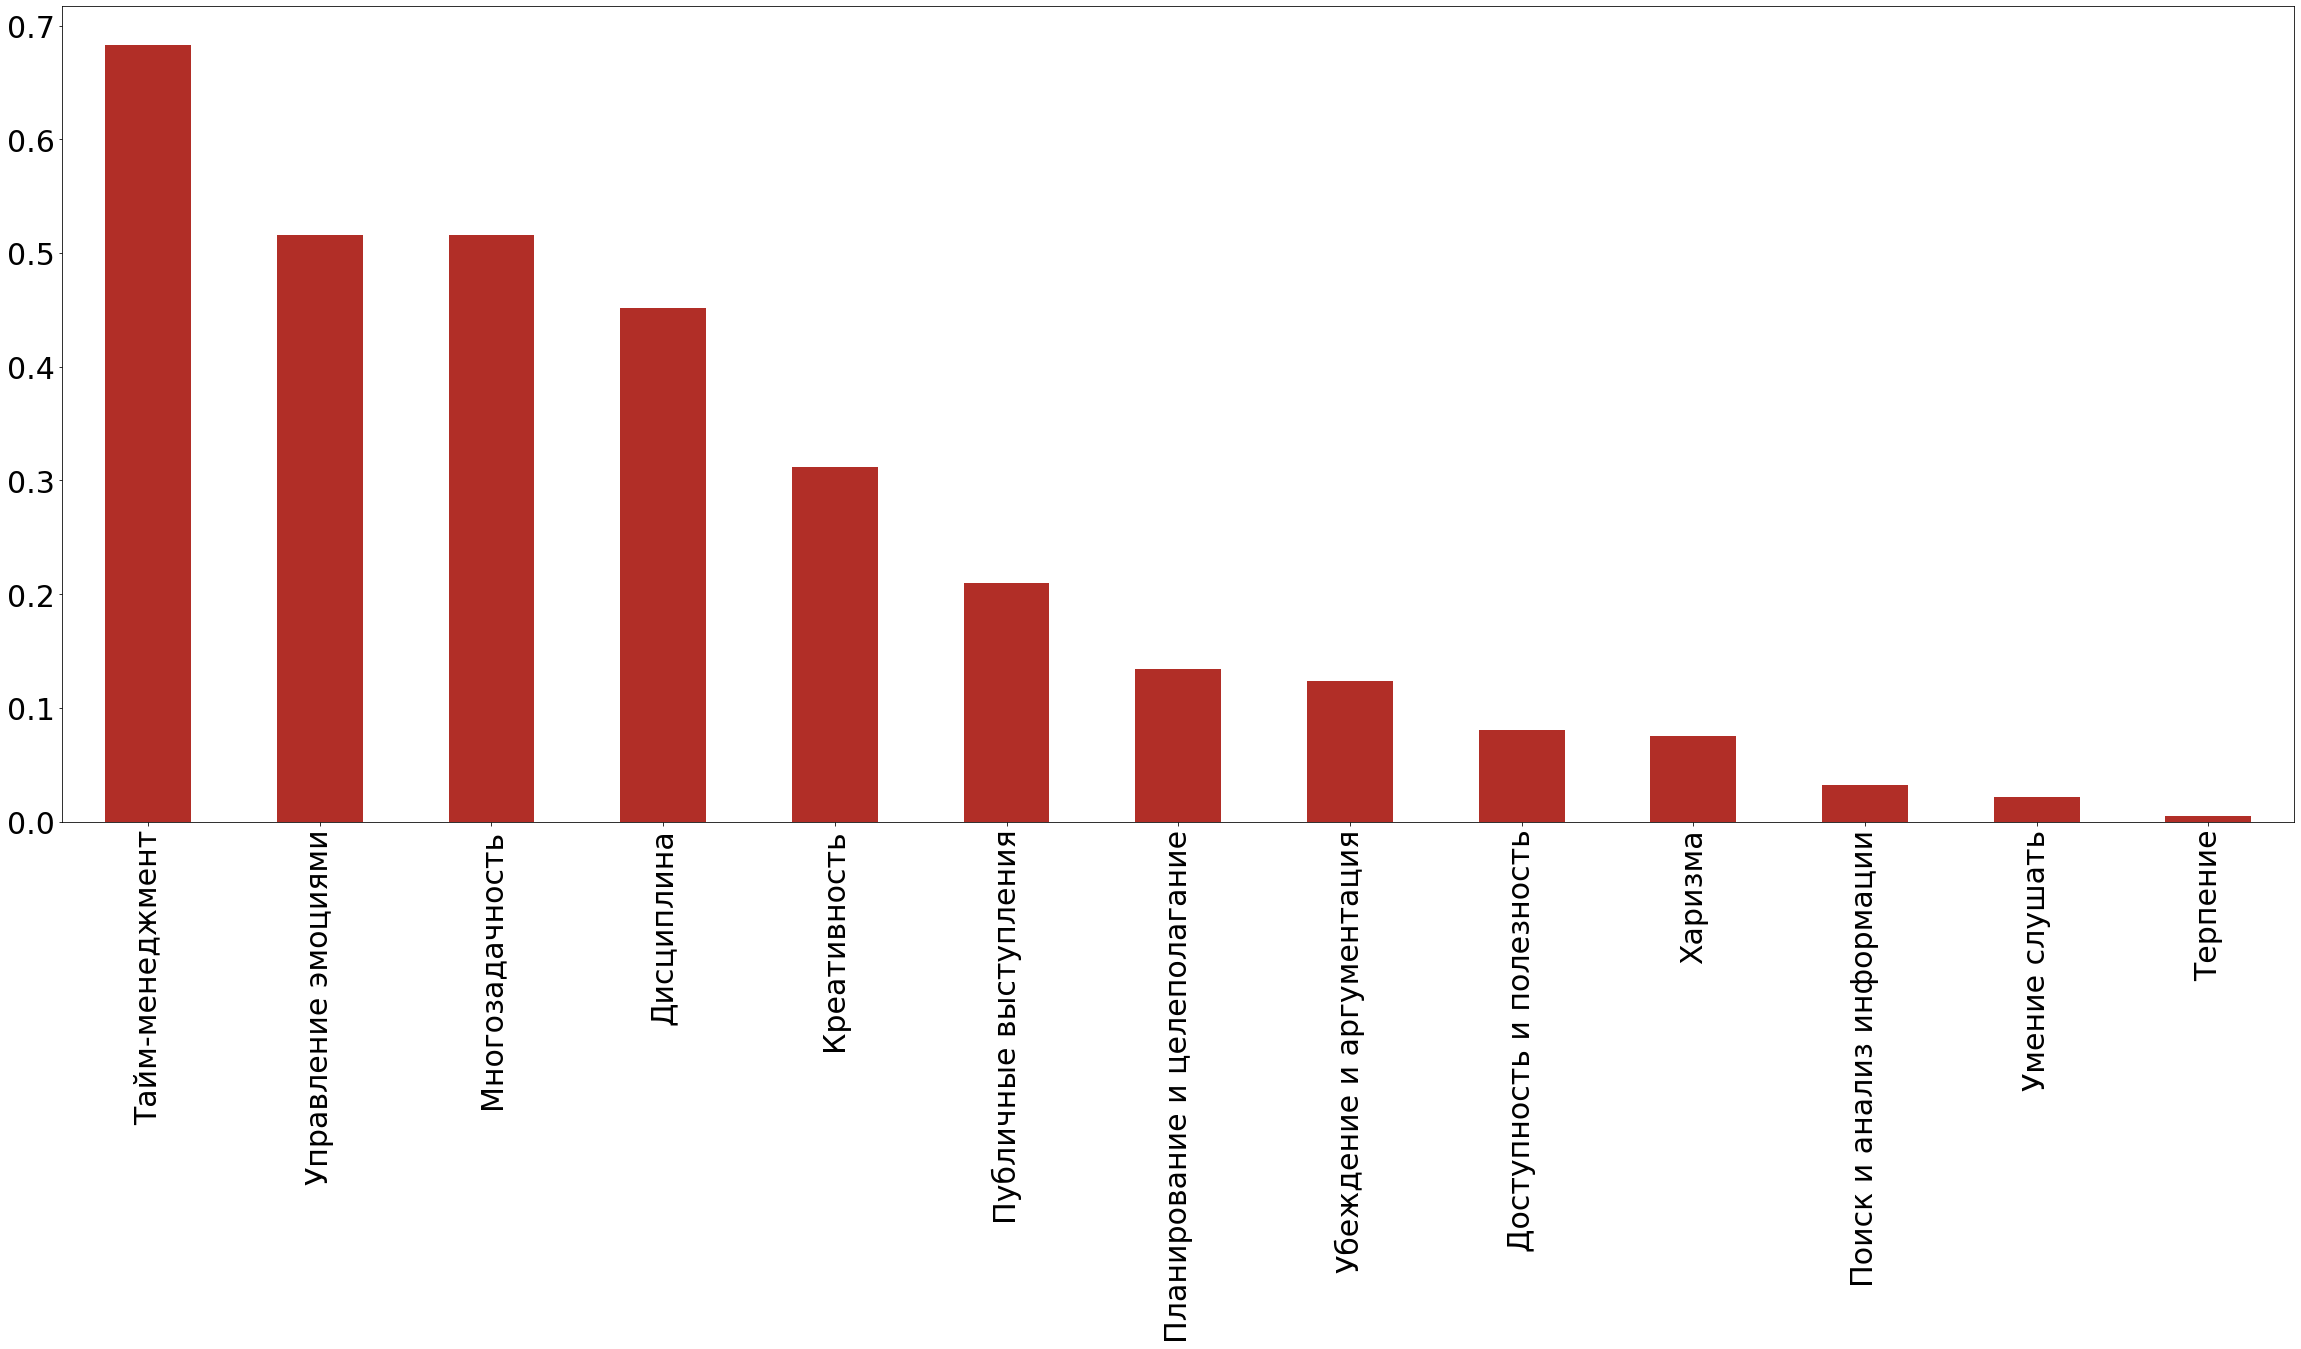 0.7
0.6
0.5
0.4
0.3
0.2
0.1
0.0
Тайм-менеджмент
Управление эмоциями
Многозадачность
Дисциплина
Креативность
Публичные выступления
Планирование и целеполагание
Убеждение и аргументация
Доступность и полезность
Харизма
Поиск и анализ информации
Умение слушать
Терпение